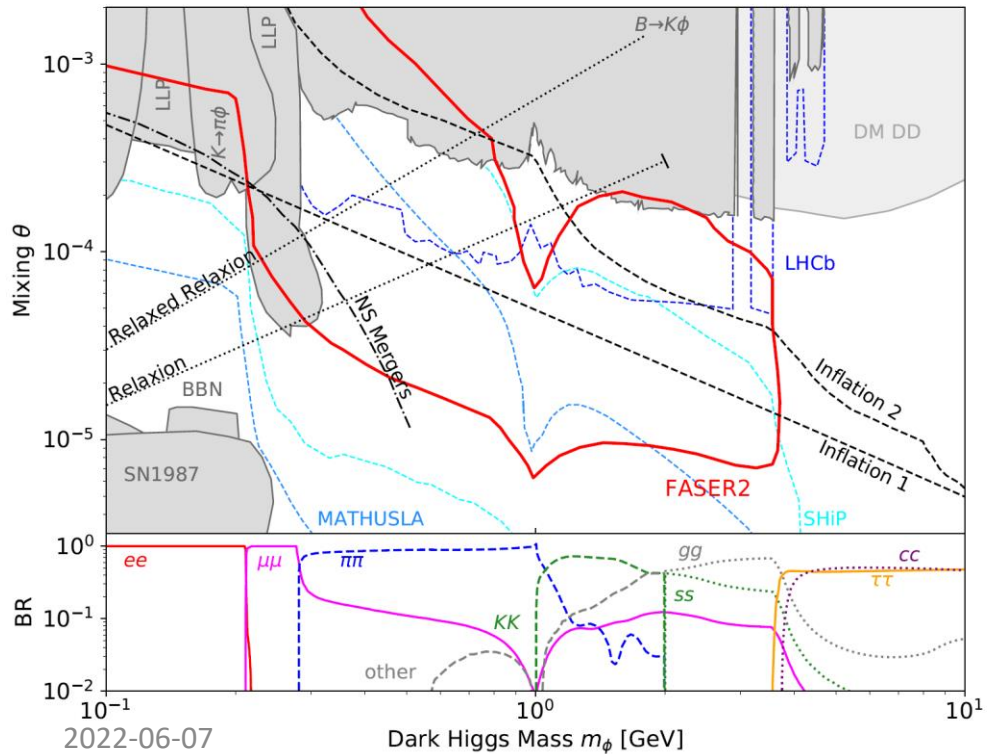 LLP
B→Kϕ
10⁻³
LLP
K→πϕ
DM DD
Mixing θ
10⁻⁴
LHCb
Relaxed Relaxion
NS Mergers
Relaxion
BBN
Inflation 2
10⁻⁵
SN1987
Inflation 1
FASER2
MATHUSLA
SHiP
10⁰
ee
μμ
ππ
gg
cc
ττ
BR
10⁻¹
KK
ss
other
10⁻²
10⁻¹
10⁰
10¹
2022-06-07
Dark Higgs Mass mϕ [GeV]